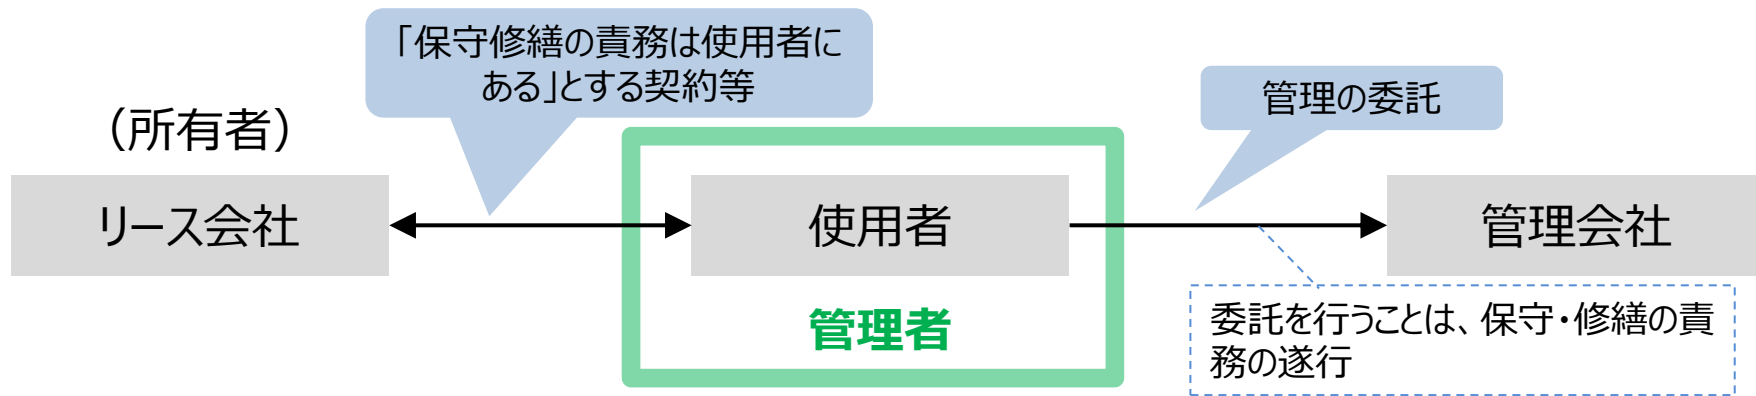 「保守修繕の責務は使用者に
ある」とする契約等
管理の委託
（所有者）
リース会社
使用者
管理会社
管理者
委託を行うことは、保守・修繕の責
務の遂行